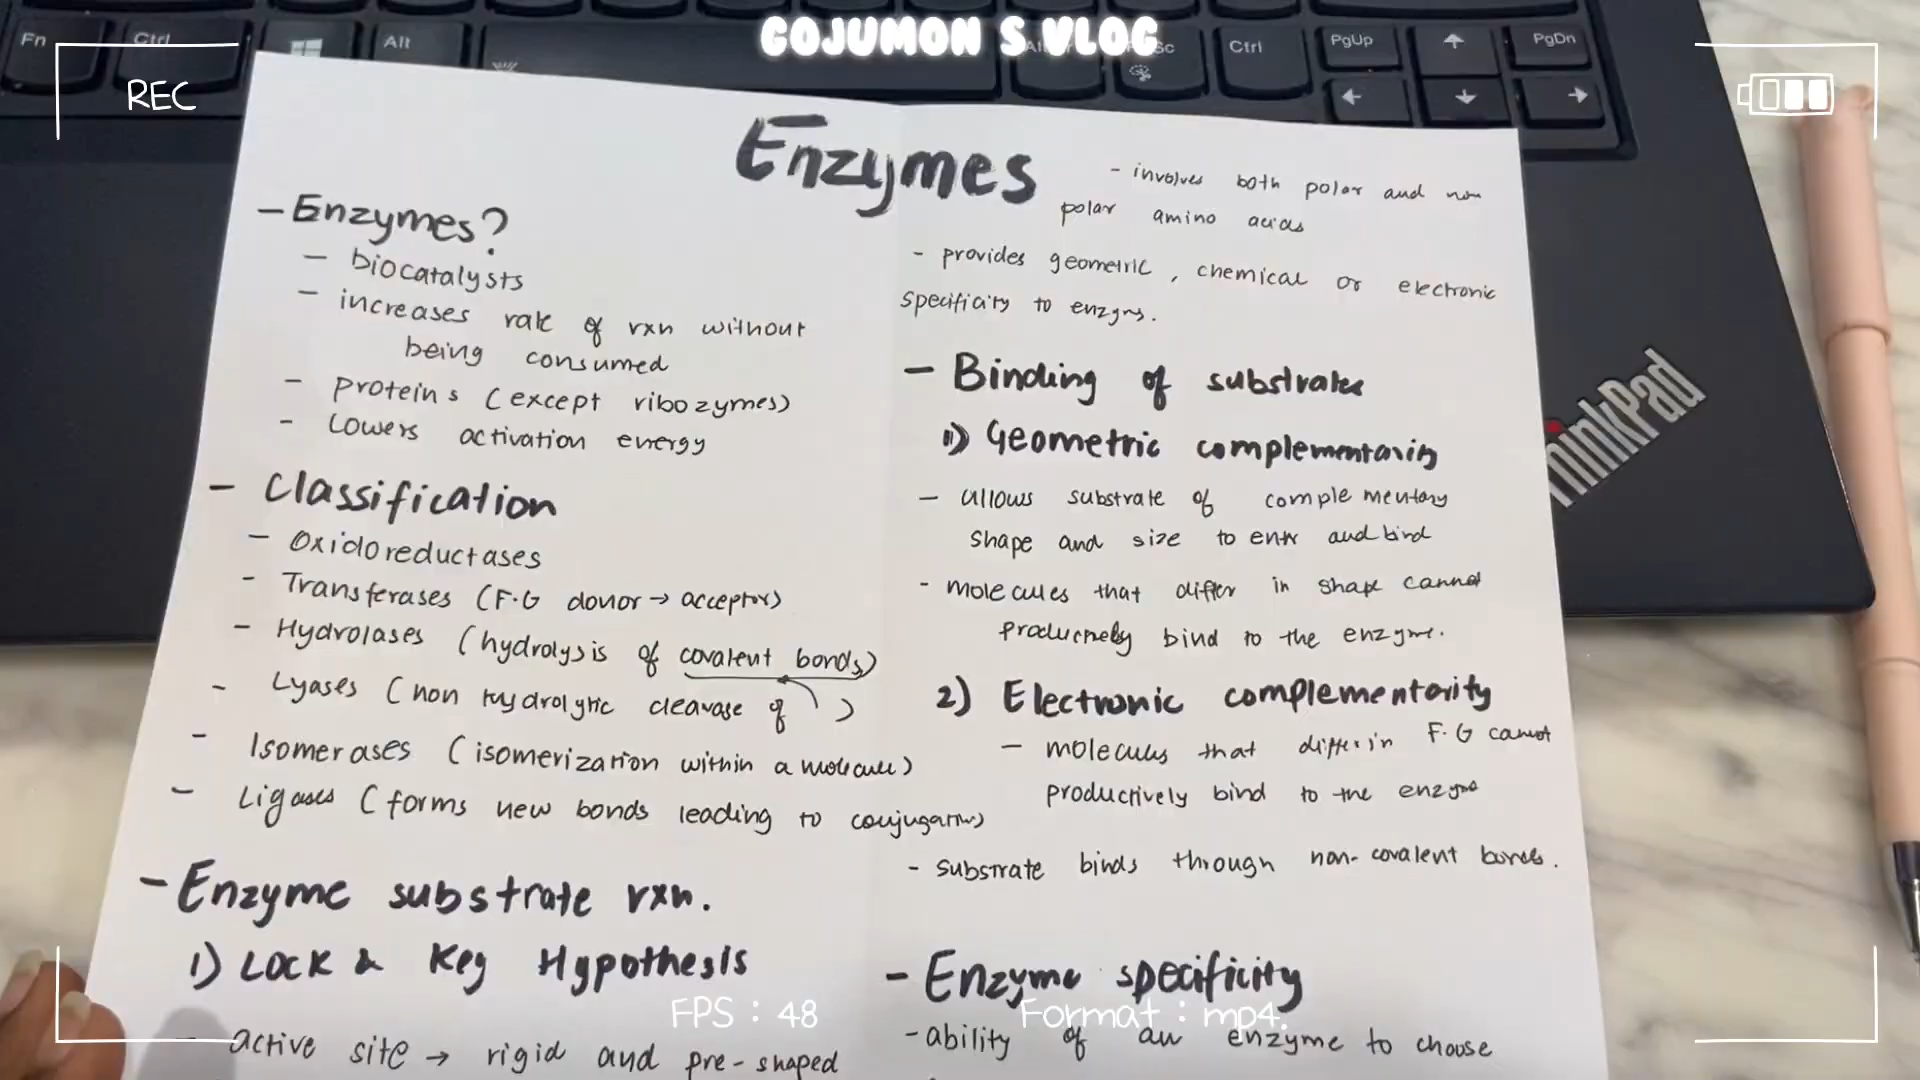 GOJUMON S VLOG
REC
Fn
Ctrl
Alt
Ctrl
PgUp
PgDn
Enzymes
- Enzymes?
- biocatalysts
- increases rate of rxn without
being consumed
- proteins (except ribozymes)
- Lowers activation energy
- Classification
- Oxidoreductases
- Transferases (F.G donor → acceptor)
- Hydrolases (hydrolysis of covalent bonds)
- Lyases (non hydrolytic cleavage of )
- Isomerases (isomerization within a molecule)
- Ligases (forms new bonds leading to conjugation)
- Enzyme substrate rxn.
1) Lock & Key Hypothesis
- active site → rigid and pre-shaped
- involves both polar and non
polar amino acids
- provides geometric, chemical or electronic
specificity to enzyms.
- Binding of substrates
1) Geometric complementarity
- allows substrate of complementary
shape and size to enter and bind
- molecules that differ in shape cannot
productively bind to the enzyme.
2) Electronic complementarity
- molecules that differ in F.G cannot
productively bind to the enzyme
- substrate binds through non-covalent bonds.
- Enzyme specificity
- ability of an enzyme to choose
ThinkPad
FPS : 48
Format : mp4.